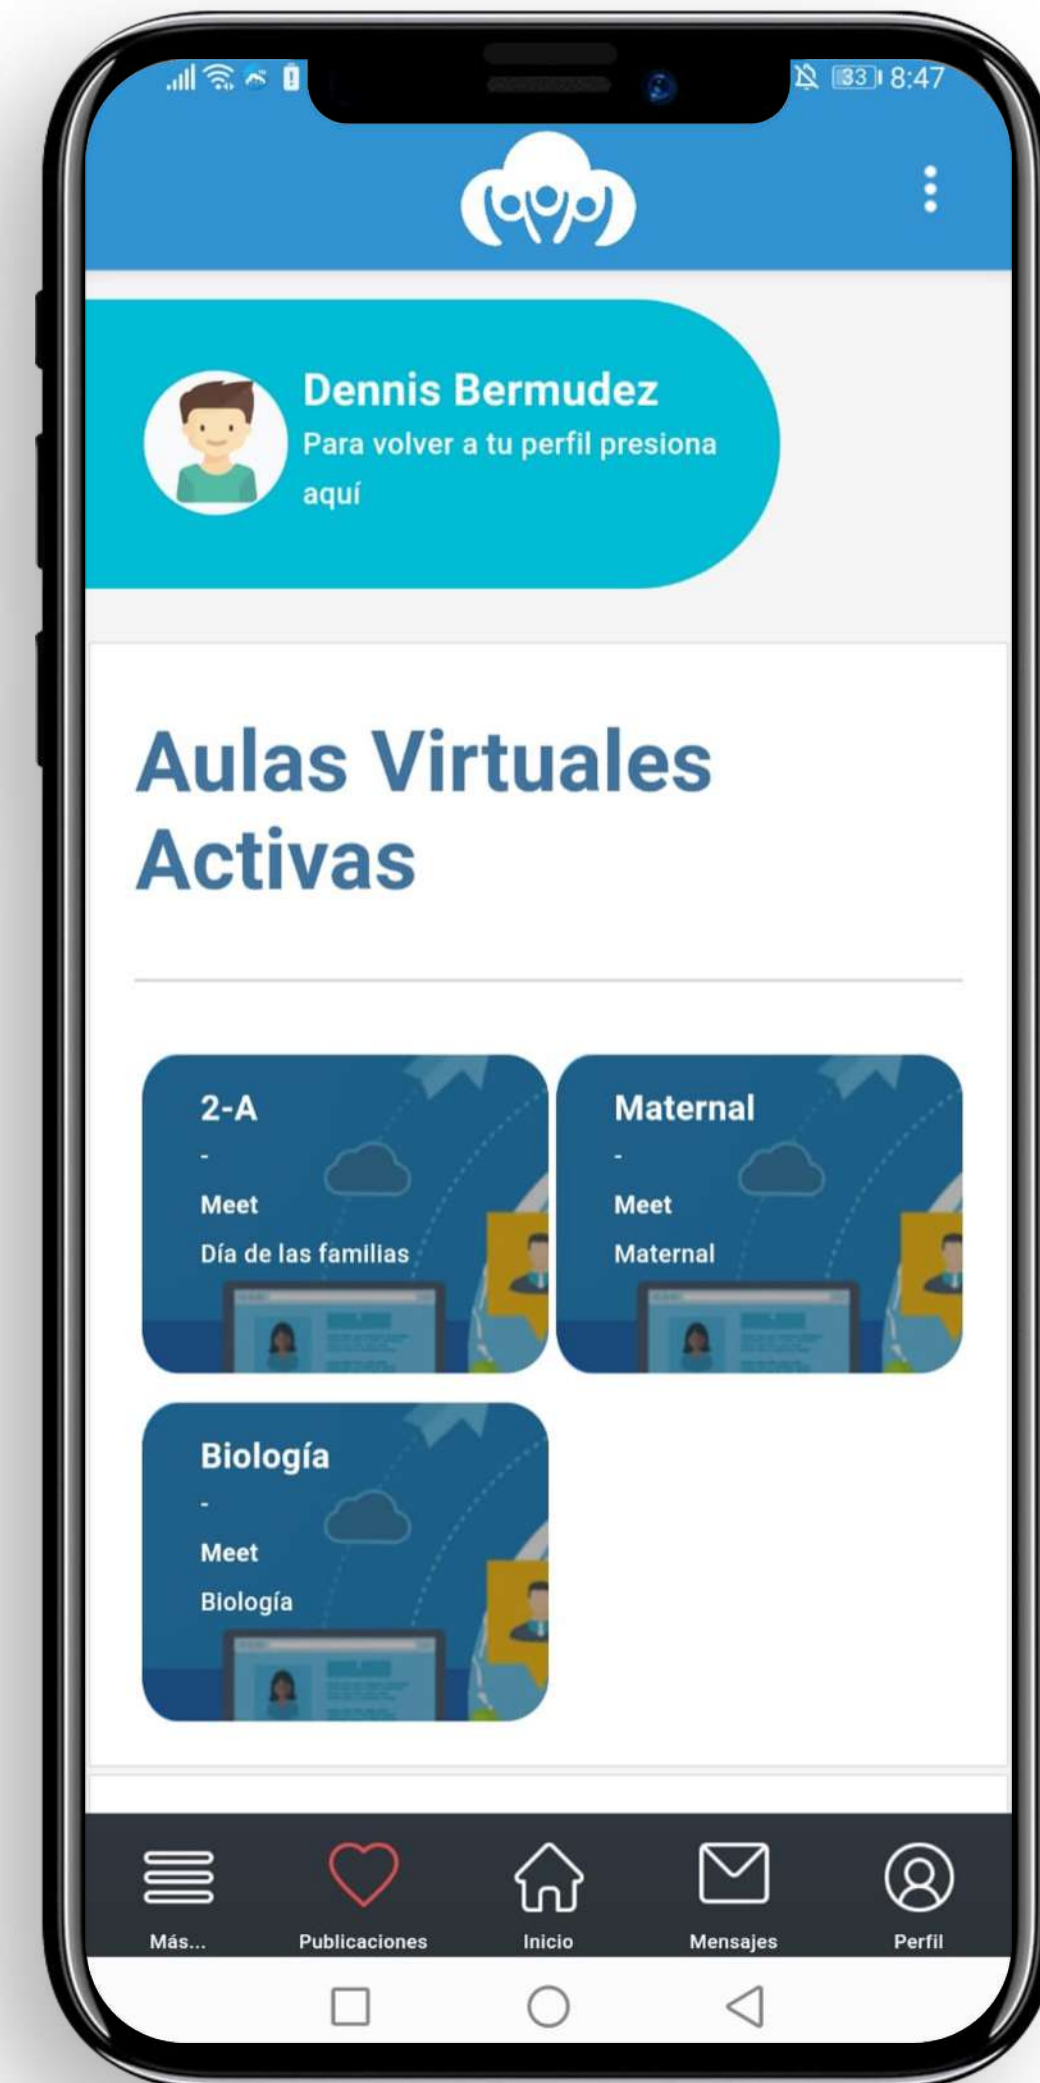 33 8:47
Dennis Bermudez
Para volver a tu perfil presiona
aquí
Aulas Virtuales
Activas
2-A
-
Meet
Día de las familias
Maternal
-
Meet
Maternal
Biología
-
Meet
Biología
Más...
Publicaciones
Inicio
Mensajes
Perfil